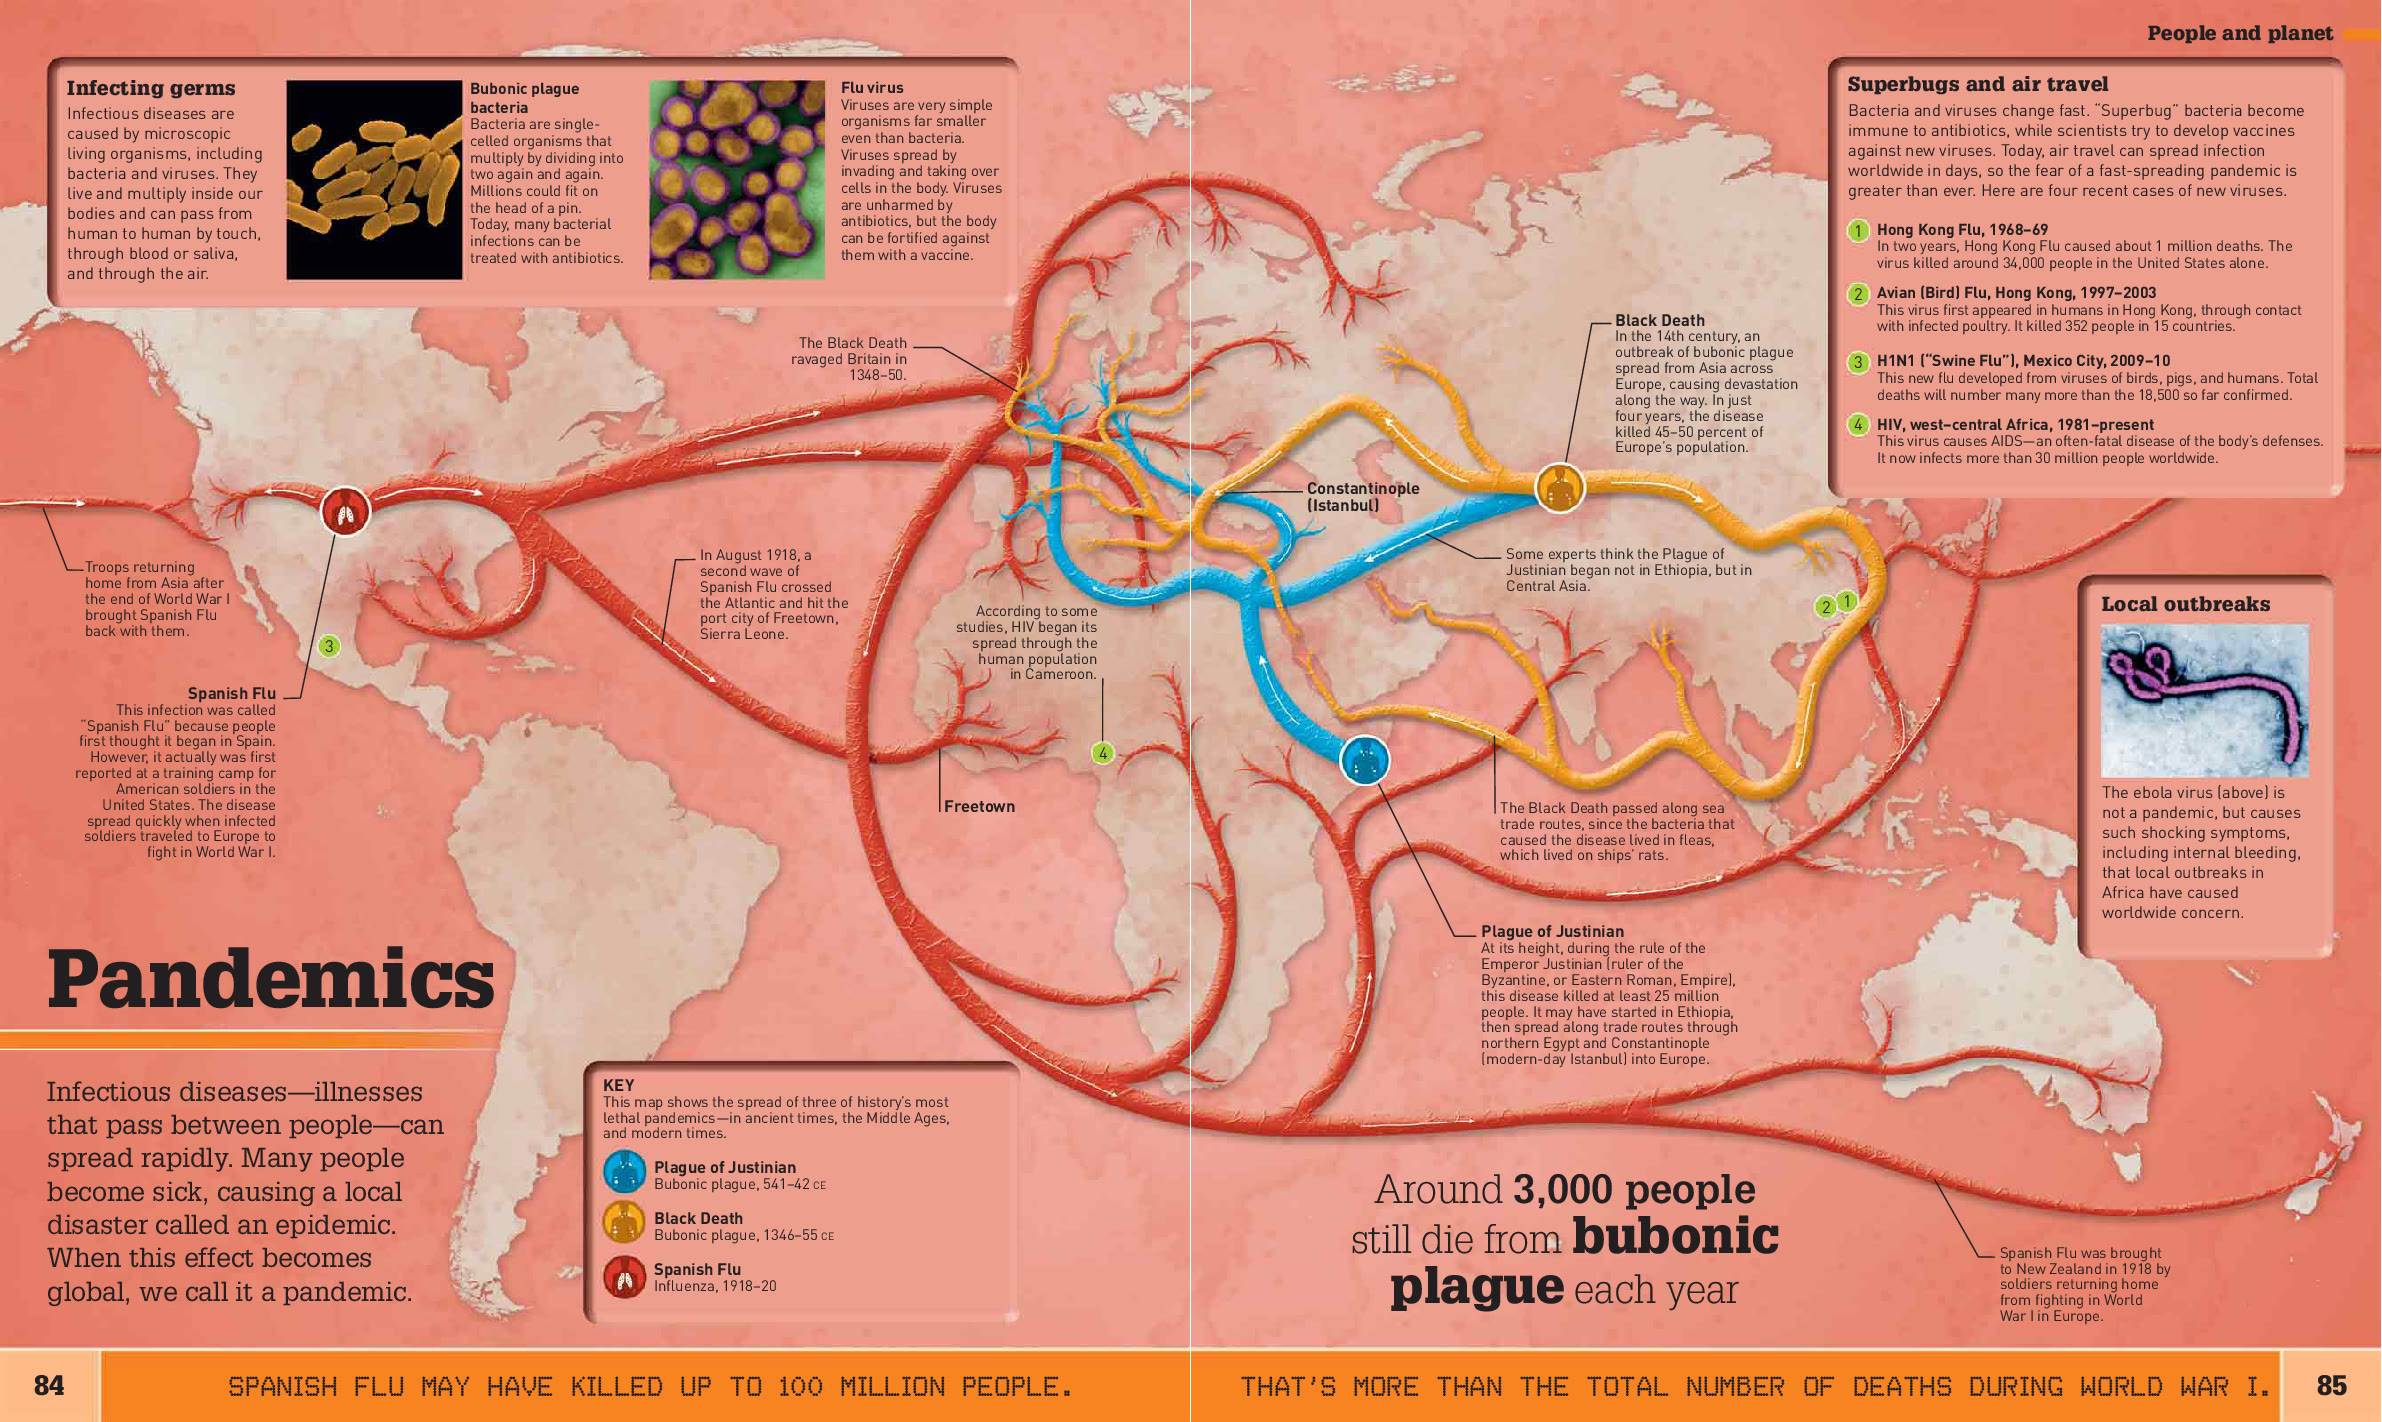 People and planet
Infecting germs
Infectious diseases are
caused by microscopic
living organisms, including
bacteria and viruses. They
live and multiply inside our
bodies and can pass from
human to human by touch,
through blood or saliva,
and through the air.
Bubonic plague
bacteria
Bacteria are single-
celled organisms that
multiply by dividing into
two again and again.
Millions could fit on
the head of a pin.
Today, many bacterial
infections can be
treated with antibiotics.
Flu virus
Viruses are very simple
organisms far smaller
even than bacteria.
Viruses spread by
invading and taking over
cells in the body. Viruses
are unharmed by
antibiotics, but the body
can be fortified against
them with a vaccine.
Superbugs and air travel
Bacteria and viruses change fast. “Superbug” bacteria become
immune to antibiotics, while scientists try to develop vaccines
against new viruses. Today, air travel can spread infection
worldwide in days, so the fear of a fast-spreading pandemic is
greater than ever. Here are four recent cases of new viruses.
1 Hong Kong Flu, 1968–69
In two years, Hong Kong Flu caused about 1 million deaths. The
virus killed around 34,000 people in the United States alone.
2 Avian (Bird) Flu, Hong Kong, 1997–2003
This virus first appeared in humans in Hong Kong, through contact
with infected poultry. It killed 352 people in 15 countries.
3 H1N1 (“Swine Flu”), Mexico City, 2009–10
This new flu developed from viruses of birds, pigs, and humans. Total
deaths will number many more than the 18,500 so far confirmed.
4 HIV, west–central Africa, 1981–present
This virus causes AIDS—an often-fatal disease of the body’s defenses.
It now infects more than 30 million people worldwide.
The Black Death
ravaged Britain in
1348–50.
Black Death
In the 14th century, an
outbreak of bubonic plague
spread from Asia across
Europe, causing devastation
along the way. In just
four years, the disease
killed 45–50 percent of
Europe’s population.
Constantinople
(Istanbul)
Some experts think the Plague of
Justinian began not in Ethiopia, but in
Central Asia.
Troops returning
home from Asia after
the end of World War I
brought Spanish Flu
back with them.
In August 1918, a
second wave of
Spanish Flu crossed
the Atlantic and hit the
port city of Freetown,
Sierra Leone.
According to some
studies, HIV began its
spread through the
human population
in Cameroon.
2
1
3
4
Spanish Flu
This infection was called
“Spanish Flu” because people
first thought it began in Spain.
However, it actually was first
reported at a training camp for
American soldiers in the
United States. The disease
spread quickly when infected
soldiers traveled to Europe to
fight in World War I.
Freetown
The Black Death passed along sea
trade routes, since the bacteria that
caused the disease lived in fleas,
which lived on ships’ rats.
Local outbreaks
The ebola virus (above) is
not a pandemic, but causes
such shocking symptoms,
including internal bleeding,
that local outbreaks in
Africa have caused
worldwide concern.
Plague of Justinian
At its height, during the rule of the
Emperor Justinian (ruler of the
Byzantine, or Eastern Roman, Empire),
this disease killed at least 25 million
people. It may have started in Ethiopia,
then spread along trade routes through
northern Egypt and Constantinople
(modern-day Istanbul) into Europe.
Pandemics
Infectious diseases—illnesses
that pass between people—can
spread rapidly. Many people
become sick, causing a local
disaster called an epidemic.
When this effect becomes
global, we call it a pandemic.
KEY
This map shows the spread of three of history’s most
lethal pandemics—in ancient times, the Middle Ages,
and modern times.
Plague of Justinian
Bubonic plague, 541–42 CE
Black Death
Bubonic plague, 1346–55 CE
Spanish Flu
Influenza, 1918–20
Around 3,000 people
still die from bubonic
plague each year
Spanish Flu was brought
to New Zealand in 1918 by
soldiers returning home
from fighting in World
War I in Europe.
84
SPANISH FLU MAY HAVE KILLED UP TO 100 MILLION PEOPLE.
THAT’S MORE THAN THE TOTAL NUMBER OF DEATHS DURING WORLD WAR I.
85